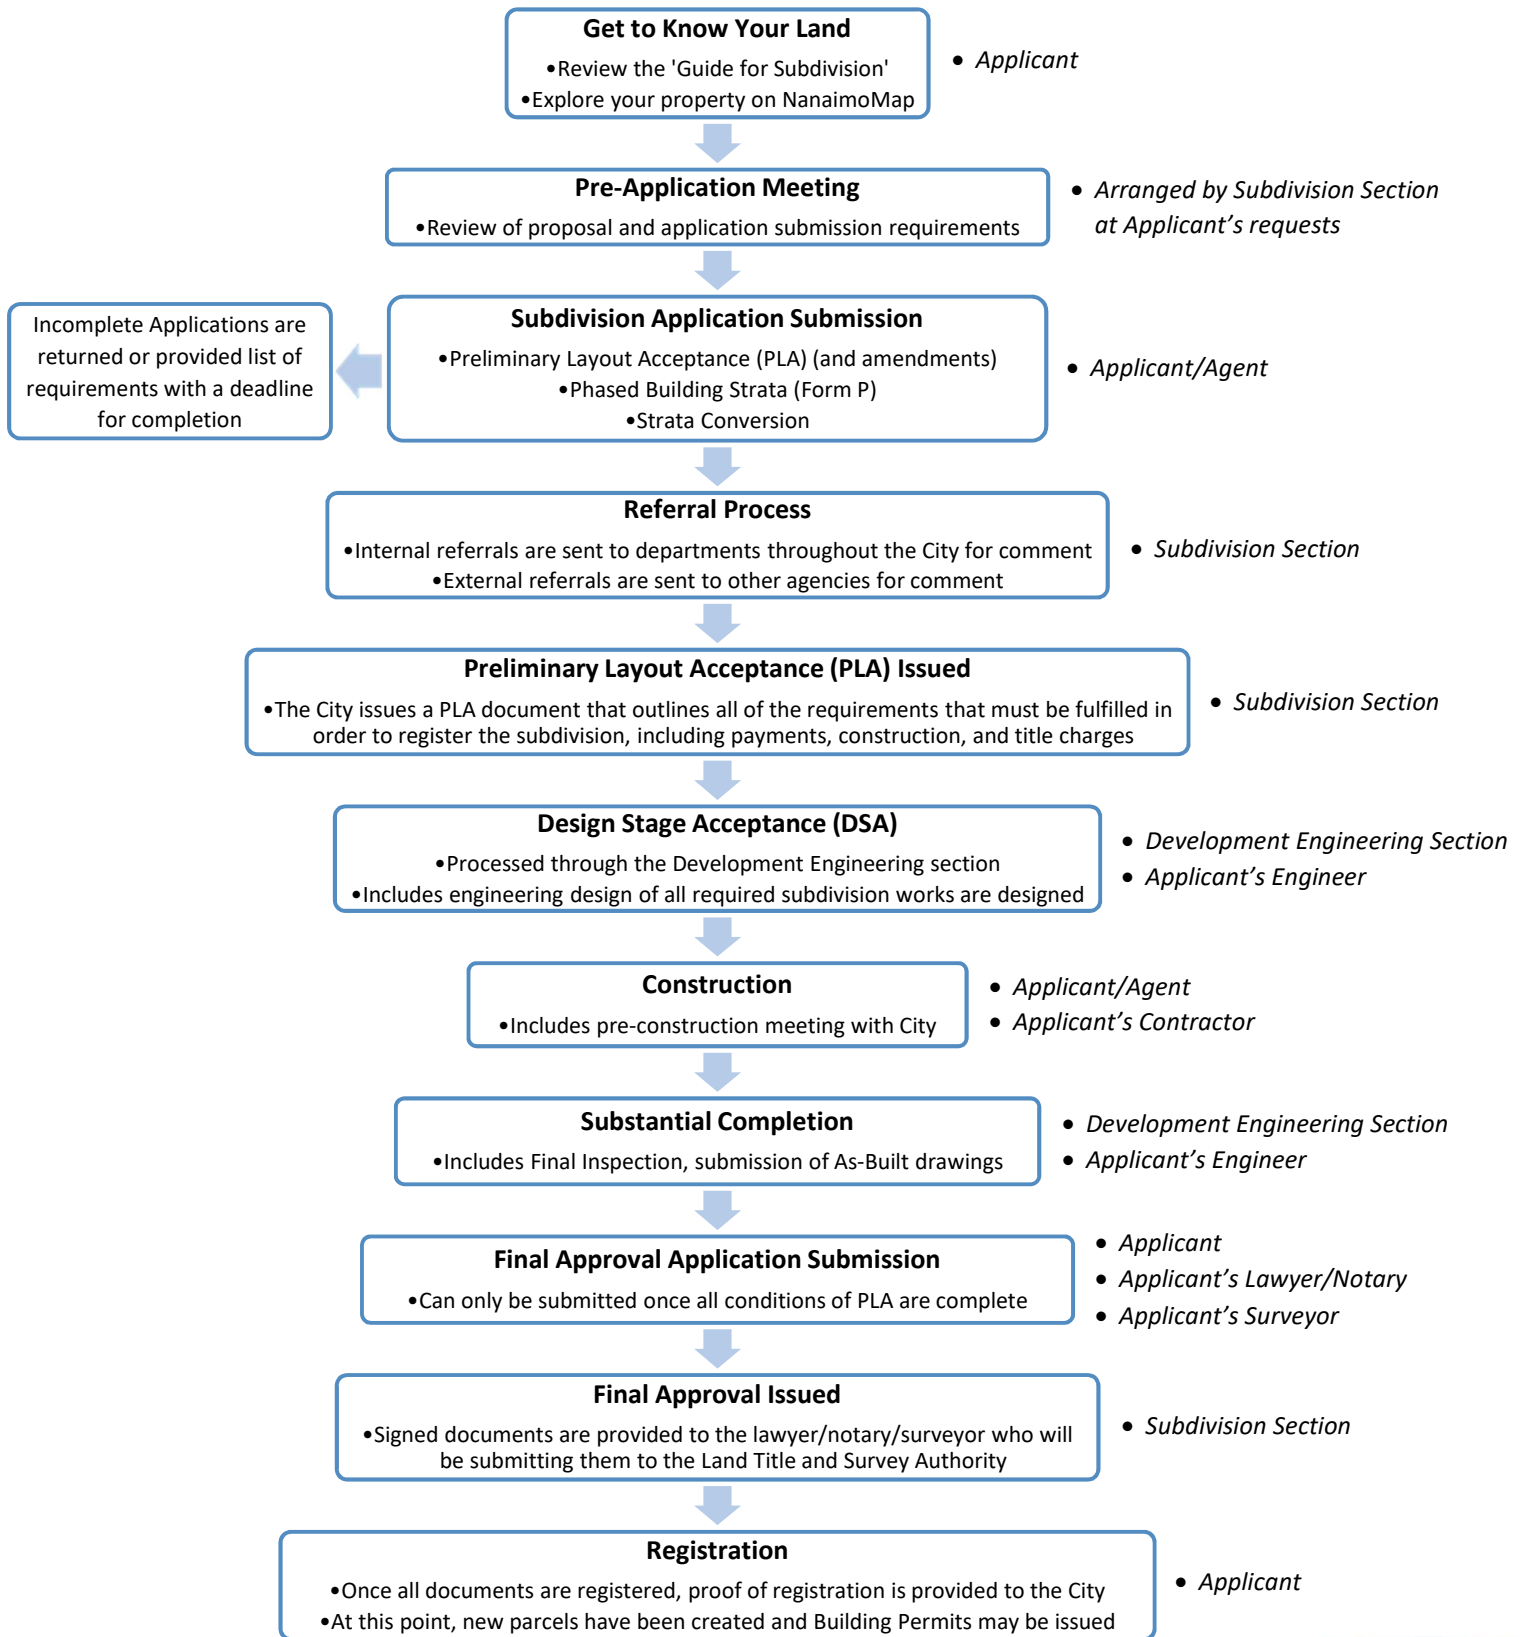 Get to Know Your Land
•Review the 'Guide for Subdivision'
•Explore your property on NanaimoMap
• Applicant
Pre-Application Meeting
•Review of proposal and application submission requirements
• Arranged by Subdivision Section
at Applicant's requests
Incomplete Applications are
returned or provided list of
requirements with a deadline
for completion
Subdivision Application Submission
•Preliminary Layout Acceptance (PLA) (and amendments)
•Phased Building Strata (Form P)
•Strata Conversion
• Applicant/Agent
Referral Process
•Internal referrals are sent to departments throughout the City for comment
•External referrals are sent to other agencies for comment
• Subdivision Section
Preliminary Layout Acceptance (PLA) Issued
•The City issues a PLA document that outlines all of the requirements that must be fulfilled in
order to register the subdivision, including payments, construction, and title charges
• Subdivision Section
Design Stage Acceptance (DSA)
•Processed through the Development Engineering section
•Includes engineering design of all required subdivision works are designed
• Development Engineering Section
• Applicant's Engineer
Construction
•Includes pre-construction meeting with City
• Applicant/Agent
• Applicant's Contractor
Substantial Completion
•Includes Final Inspection, submission of As-Built drawings
• Development Engineering Section
• Applicant's Engineer
Final Approval Application Submission
•Can only be submitted once all conditions of PLA are complete
• Applicant
• Applicant's Lawyer/Notary
• Applicant's Surveyor
Final Approval Issued
•Signed documents are provided to the lawyer/notary/surveyor who will
be submitting them to the Land Title and Survey Authority
• Subdivision Section
Registration
•Once all documents are registered, proof of registration is provided to the City
•At this point, new parcels have been created and Building Permits may be issued
• Applicant